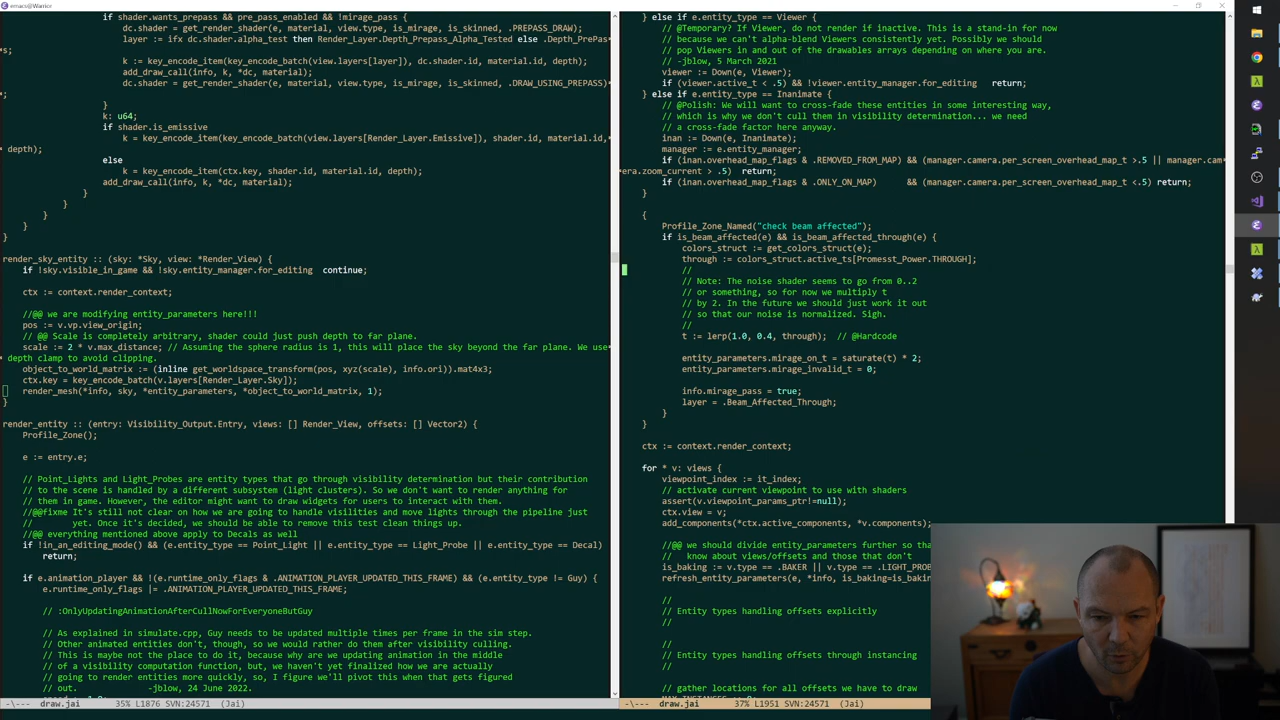 emacs@Warrior
if shader.wants_prepass && pre_pass_enabled && !mirage_pass {
dc.shader = get_render_shader(e, material, view.type, is_mirage, is_skinned, .PREPASS_DRAW);
layer := ifx dc.shader.alpha_test then Render_Layer.Depth_Prepass_Alpha_Tested else .Depth_PrePas
s;
k := key_encode_item(key_encode_batch(view.layers[layer]), dc.shader.id, material.id, depth);
add_draw_call(info, k, *dc, material);
dc.shader = get_render_shader(e, material, view.type, is_mirage, is_skinned, .DRAW_USING_PREPASS)
;
}
k: u64;
if shader.is_emissive
k = key_encode_item(key_encode_batch(view.layers[Render_Layer.Emissive]), shader.id, material.id,
depth);
else
k = key_encode_item(ctx.key, shader.id, material.id, depth);
add_draw_call(info, k, *dc, material);
}
}
}
}
}
render_sky_entity :: (sky: *Sky, view: *Render_View) {
if !sky.visible_in_game && !sky.entity_manager.for_editing  continue;
ctx := context.render_context;
//@@ we are modifying entity_parameters here!!!
pos := v.vp.view_origin;
// @@ Scale is completely arbitrary, shader could just push depth to far plane.
scale := 2 * v.max_distance; // Assuming the sphere radius is 1, this will place the sky beyond the far plane. We use
depth clamp to avoid clipping.
object_to_world_matrix := (inline get_worldspace_transform(pos, xyz(scale), info.ori)).mat4x3;
ctx.key = key_encode_batch(v.layers[Render_Layer.Sky]);
render_mesh(*info, sky, *entity_parameters, *object_to_world_matrix, 1);
}
render_entity :: (entry: Visibility_Output.Entry, views: [] Render_View, offsets: [] Vector2) {
Profile_Zone();
e := entry.e;
// Point_Lights and Light_Probes are entity types that go through visibility determination but their contribution
// to the scene is handled by a different subsystem (light clusters). So we don't want to render anything for
// them in game. However, the editor might want to draw widgets for users to interact with them.
//@@fixme It's still not clear on how we are going to handle visilities and move lights through the pipeline just
//        yet. Once it's decided, we should be able to remove this test clean things up.
//@@ everything mentioned above apply to Decals as well
if !in_an_editing_mode() && (e.entity_type == Point_Light || e.entity_type == Light_Probe || e.entity_type == Decal)
return;
if e.animation_player && !(e.runtime_only_flags & .ANIMATION_PLAYER_UPDATED_THIS_FRAME) && (e.entity_type != Guy) {
e.runtime_only_flags |= .ANIMATION_PLAYER_UPDATED_THIS_FRAME;
// :OnlyUpdatingAnimationAfterCullNowForEveryoneButGuy
// As explained in simulate.cpp, Guy needs to be updated multiple times per frame in the sim step.
// Other animated entities don't, though, so we would rather do them after visibility culling.
// This is maybe not the place to do it, because why are we updating animation in the middle
// of a visibility computation function, but, we haven't yet finalized how we are actually
// going to render entities more quickly, so, I figure we'll pivot this when that gets figured
// out.      -jblow, 24 June 2022.
-\---  draw.jai       35% L1876 SVN:24571  (Jai)
} else if e.entity_type == Viewer {
// @Temporary? If Viewer, do not render if inactive. This is a stand-in for now
// because we can't alpha-blend Viewers consistently yet. Possibly we should
// pop Viewers in and out of the drawables arrays depending on where you are.
// -jblow, 5 March 2021
viewer := Down(e, Viewer);
if (viewer.active_t < .5) && !viewer.entity_manager.for_editing   return;
} else if e.entity_type == Inanimate {
// @Polish: We will want to cross-fade these entities in some interesting way,
// which is why we don't cull them in visibility determination... we need
// a cross-fade factor here anyway.
inan := Down(e, Inanimate);
manager := e.entity_manager;
if (inan.overhead_map_flags & .REMOVED_FROM_MAP) && (manager.camera.per_screen_overhead_map_t >.5 || manager.cam
era.zoom_current > .5)  return;
if (inan.overhead_map_flags & .ONLY_ON_MAP)      && (manager.camera.per_screen_overhead_map_t <.5) return;
}
{
Profile_Zone_Named("check beam affected");
if is_beam_affected(e) && is_beam_affected_through(e) {
colors_struct := get_colors_struct(e);
through := colors_struct.active_ts[Promesst_Power.THROUGH];
//
// Note: The noise shader seems to go from 0..2
// or something, so for now we multiply t
// by 2. In the future we should just work it out
// so that our noise is normalized. Sigh.
//
t := lerp(1.0, 0.4, through);  // @Hardcode
entity_parameters.mirage_on_t = saturate(t) * 2;
entity_parameters.mirage_invalid_t = 0;
info.mirage_pass = true;
layer = .Beam_Affected_Through;
}
}
ctx := context.render_context;
for * v: views {
viewpoint_index := it_index;
// activate current viewpoint to use with shaders
assert(v.viewpoint_params_ptr!=null);
ctx.view = v;
add_components(*ctx.active_components, *v.components);
//@@ we should divide entity_parameters further so tha
//   know about views/offsets and those that don't
is_baking := v.type == .BAKER || v.type == .LIGHT_PROB
refresh_entity_parameters(e, *info, is_baking=is_baking
//
// Entity types handling offsets explicitly
//
//
// Entity types handling offsets through instancing
//
// gather locations for all offsets we have to draw
-\---  draw.jai       37% L1951 SVN:24571  (Jai)